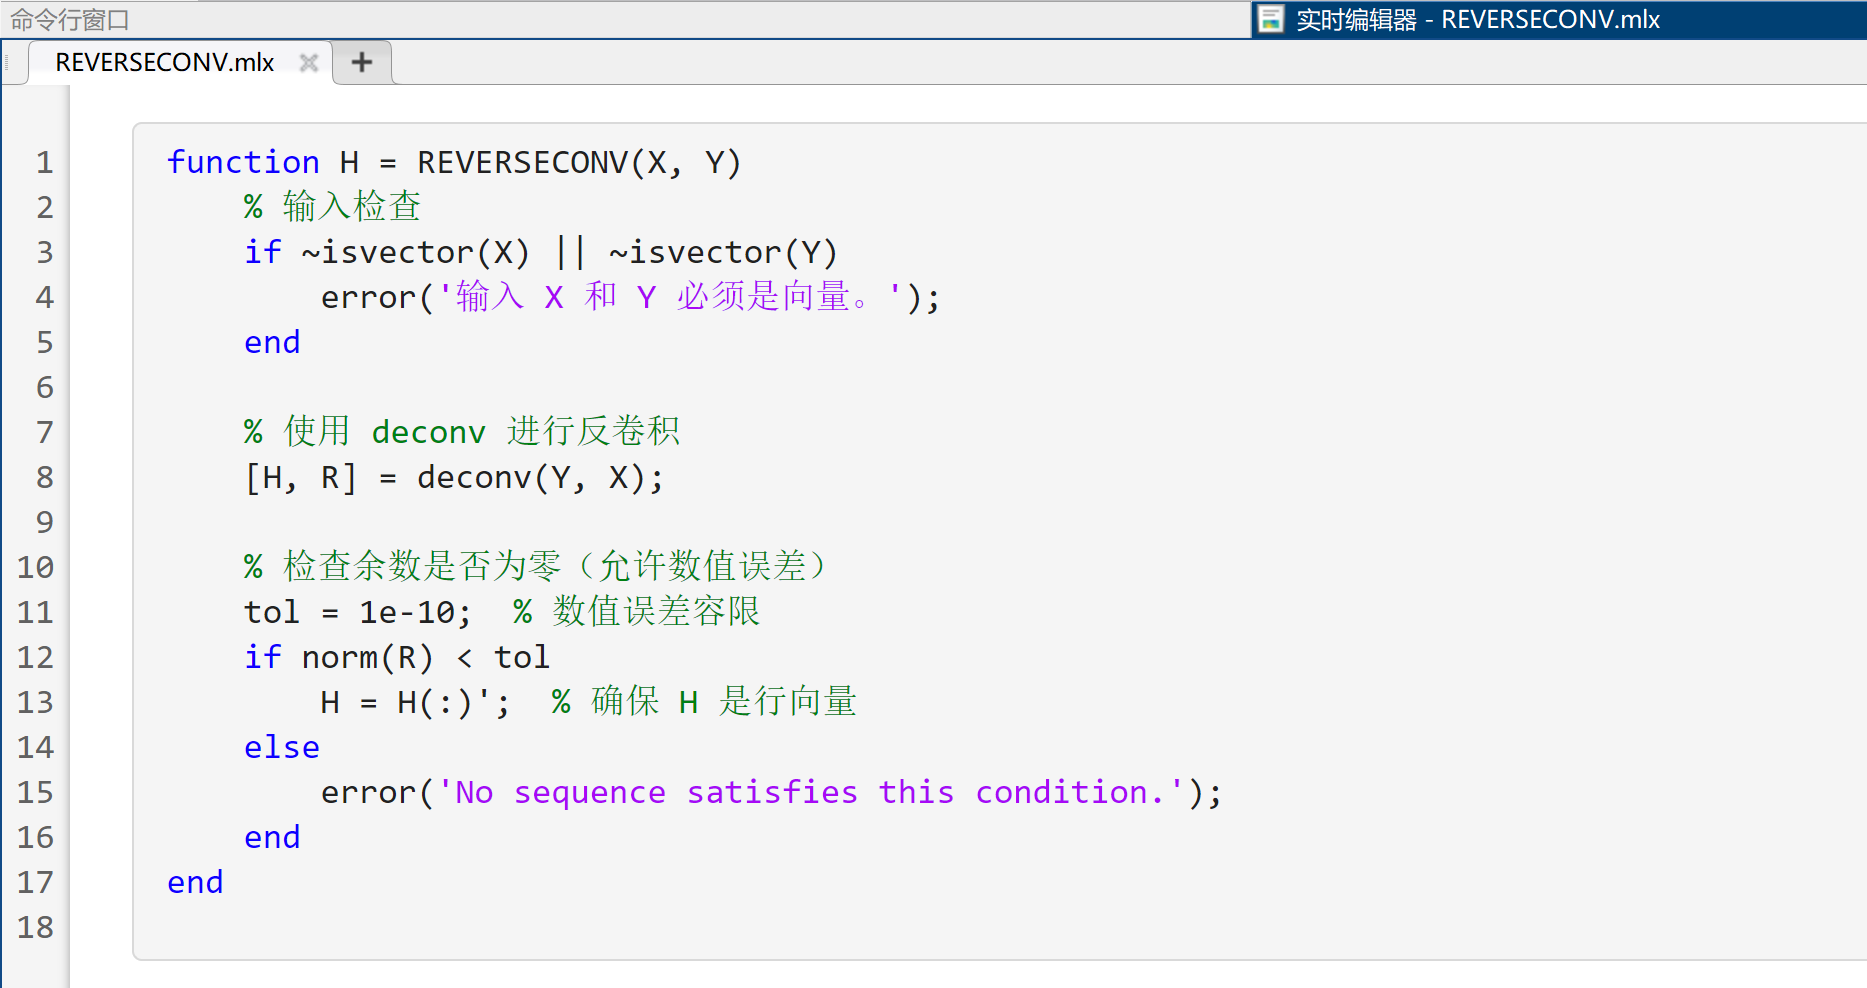 命令行窗口
实时编辑器 - REVERSECONV.mlx
REVERSECONV.mlx
1 function H = REVERSECONV(X, Y)
2 % 输入检查
3 if ~isvector(X) || ~isvector(Y)
4 error('输入 X 和 Y 必须是向量。');
5 end
6
7 % 使用 deconv 进行反卷积
8 [H, R] = deconv(Y, X);
9
10 % 检查余数是否为零（允许数值误差）
11 tol = 1e-10;  % 数值误差容限
12 if norm(R) < tol
13 H = H(:)';  % 确保 H 是行向量
14 else
15 error('No sequence satisfies this condition.');
16 end
17 end
18